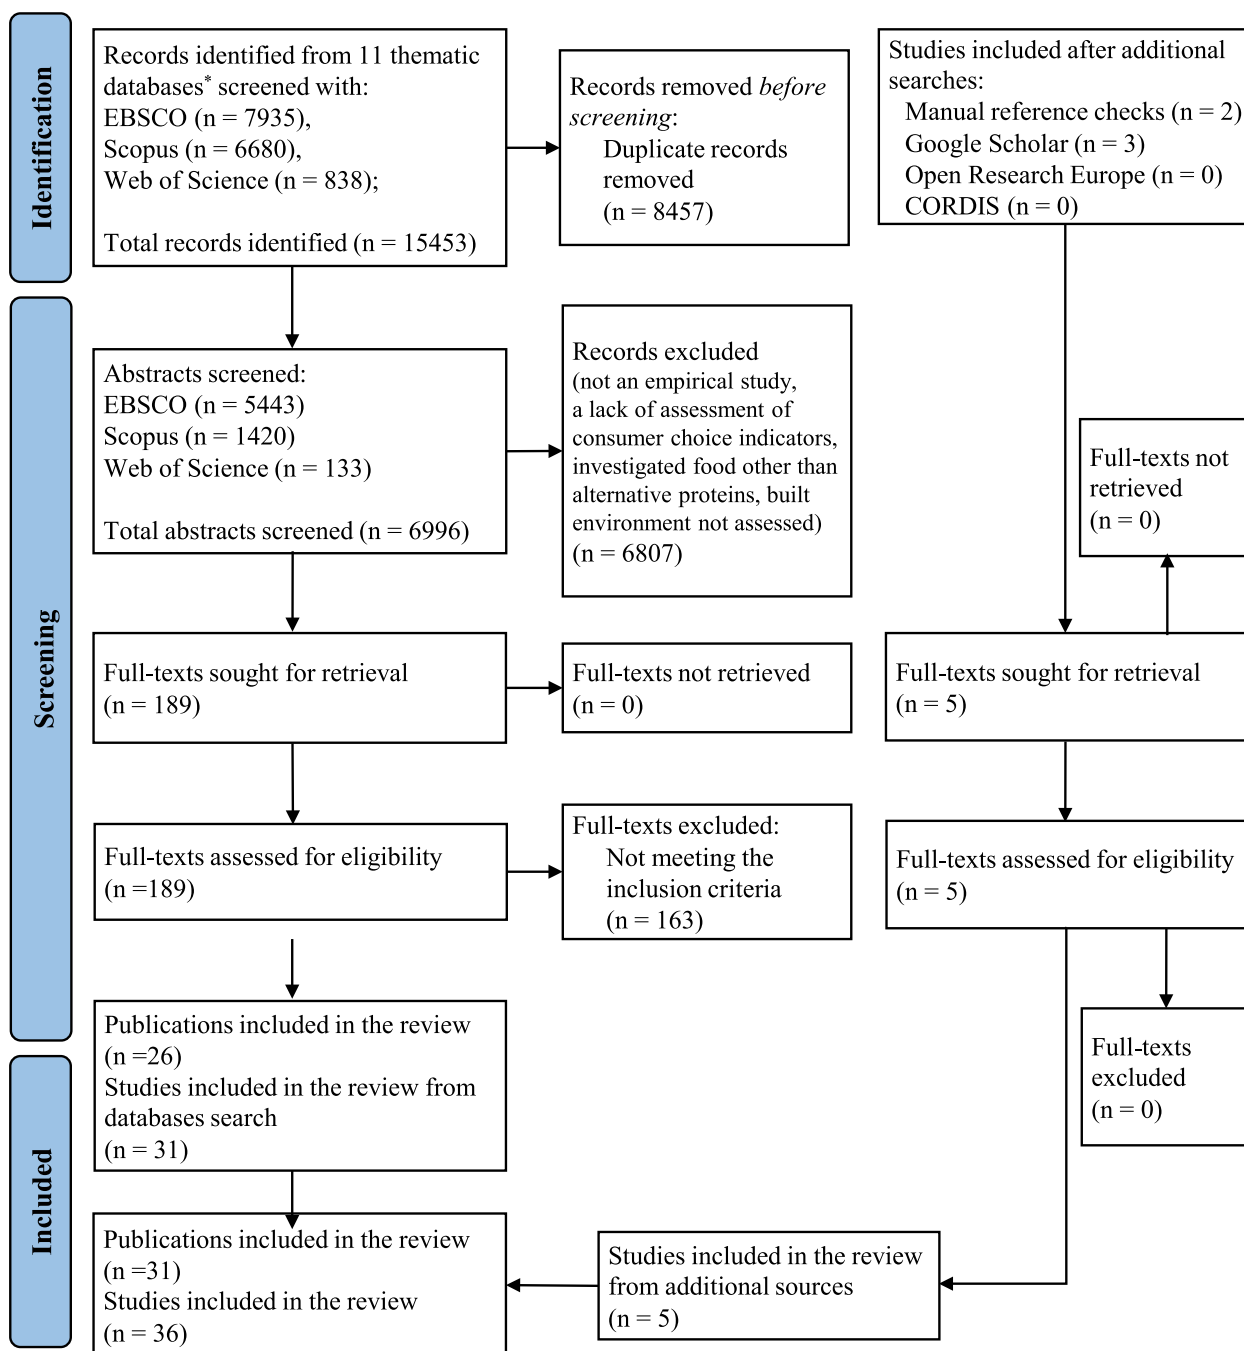 Identification
Records identified from 11 thematic
databases* screened with:
EBSCO (n = 7935),
Scopus (n = 6680),
Web of Science (n = 838);
Total records identified (n = 15453)
Records removed before
screening:
Duplicate records
removed
(n = 8457)
Studies included after additional
searches:
Manual reference checks (n = 2)
Google Scholar (n = 3)
Open Research Europe (n = 0)
CORDIS (n = 0)
Screening
Abstracts screened:
EBSCO (n = 5443)
Scopus (n = 1420)
Web of Science (n = 133)
Total abstracts screened (n = 6996)
Records excluded
(not an empirical study,
a lack of assessment of
consumer choice indicators,
investigated food other than
alternative proteins, built
environment not assessed)
(n = 6807)
Full-texts not
retrieved
(n = 0)
Full-texts sought for retrieval
(n = 189)
Full-texts not retrieved
(n = 0)
Full-texts sought for retrieval
(n = 5)
Full-texts assessed for eligibility
(n =189)
Full-texts excluded:
Not meeting the
inclusion criteria
(n = 163)
Full-texts assessed for eligibility
(n = 5)
Full-texts
excluded
(n = 0)
Included
Publications included in the review
(n =26)
Studies included in the review from
databases search
(n = 31)
Publications included in the review
(n =31)
Studies included in the review
(n = 36)
Studies included in the review
from additional sources
(n = 5)